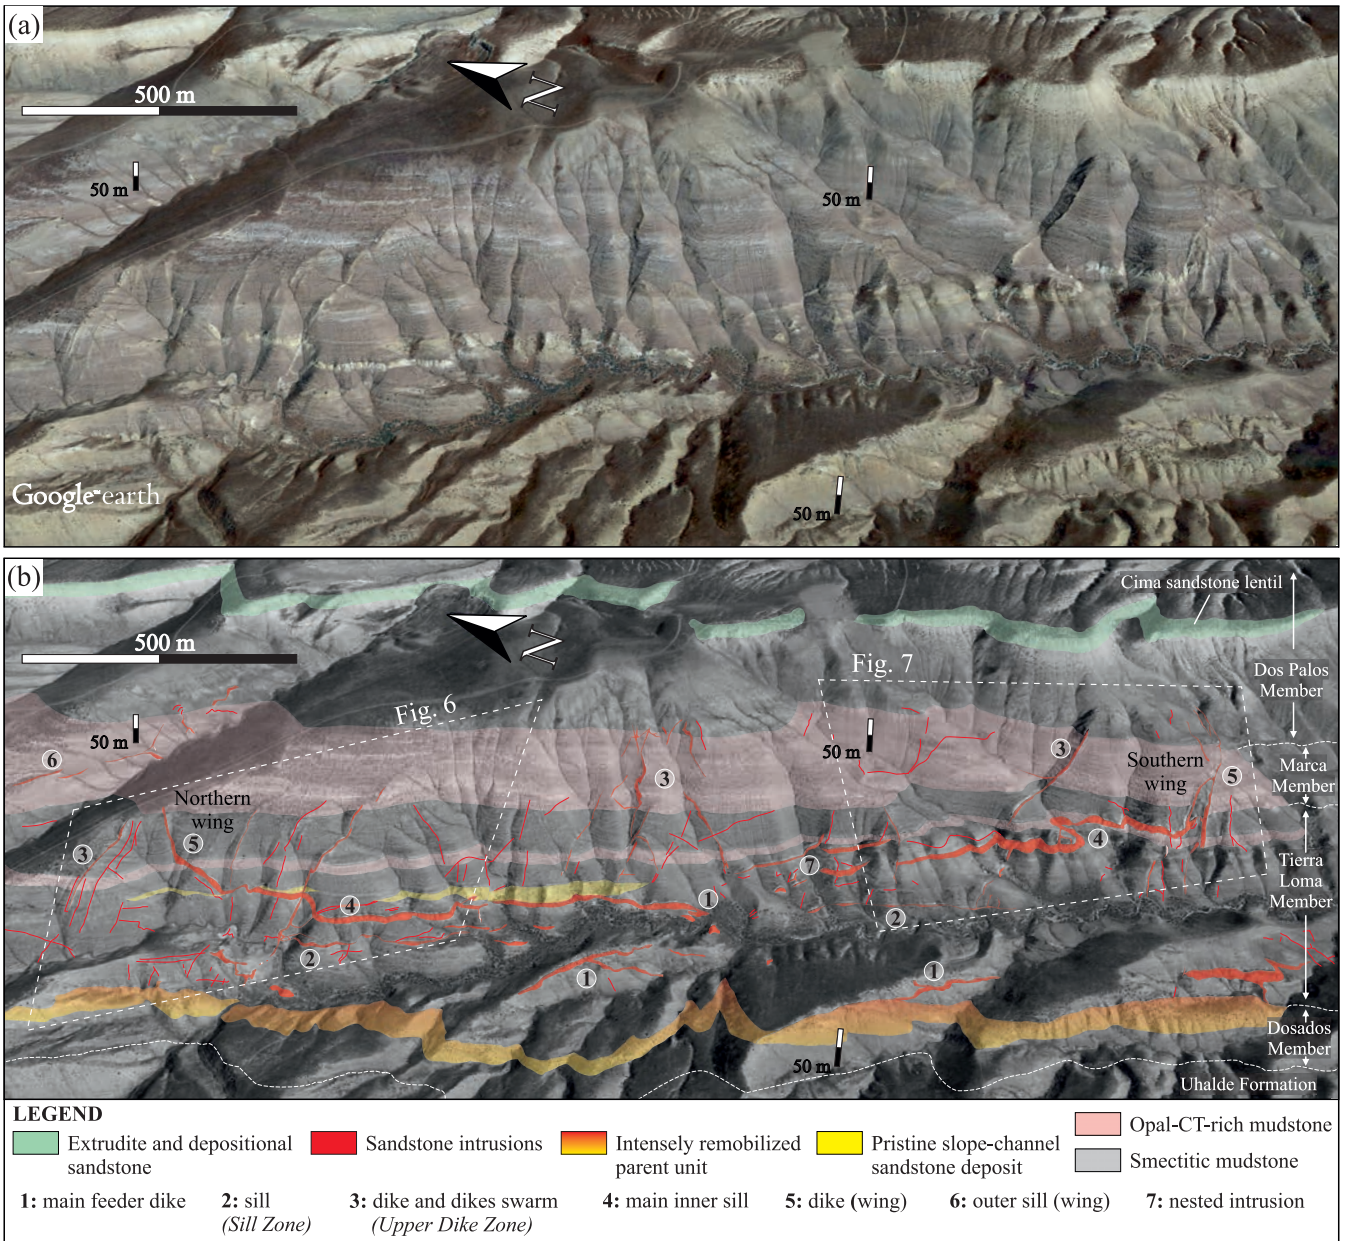 (a)
500 m
N
50 m
50 m
50 m
Google earth
(b)
Cima sandstone lentil
500 m
N
Fig. 7
Dos Palos
Member
Fig. 6
50 m
50 m
6
3
3
Southern
wing
5
Marca
Member
Northern
wing
5
3
4
7
Tierra
Loma
Member
4
1
2
2
1
1
Dosados
Member
50 m
Uhalde Formation
LEGEND
Extrudite and depositional
sandstone
Sandstone intrusions
Intensely remobilized
parent unit
Pristine slope-channel
sandstone deposit
Opal-CT-rich mudstone
Smectitic mudstone
1: main feeder dike
2: sill
(Sill Zone)
3: dike and dikes swarm
(Upper Dike Zone)
4: main inner sill
5: dike (wing)
6: outer sill (wing)
7: nested intrusion